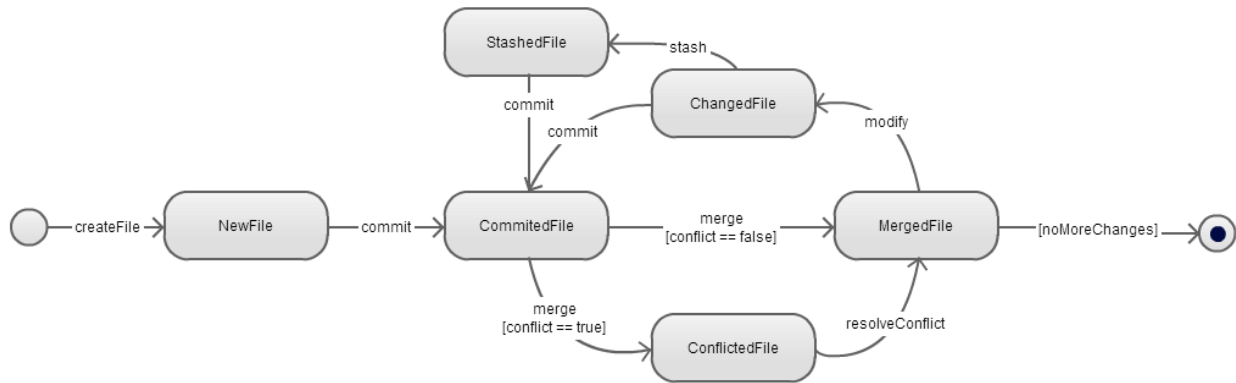 StashedFile
stash
ChangedFile
commit
commit
modify
createFile
NewFile
commit
CommitedFile
merge
[conflict == false]
MergedFile
[noMoreChanges]
merge
[conflict == true]
ConflictedFile
resolveConflict